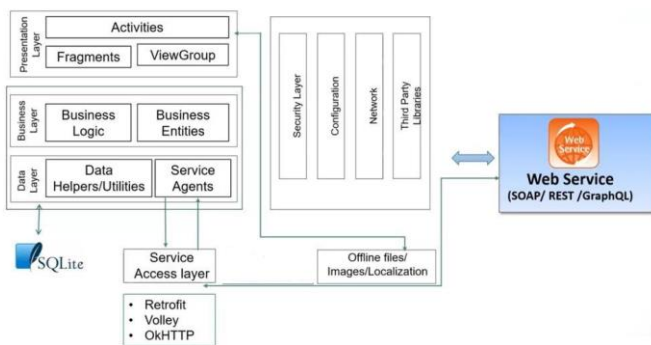 Presentation
Layer
Activities
Fragments
ViewGroup
Business
Layer
Business
Logic
Business
Entities
Data
Layer
Data
Helpers/Utilities
Service
Agents
SQLite
Service
Access layer
• Retrofit
• Volley
• OkHTTP
Security Layer
Configuration
Network
Third Party
Libraries
Offline files/
Images/Localization
Web
Service
Web Service
(SOAP/ REST /GraphQL)